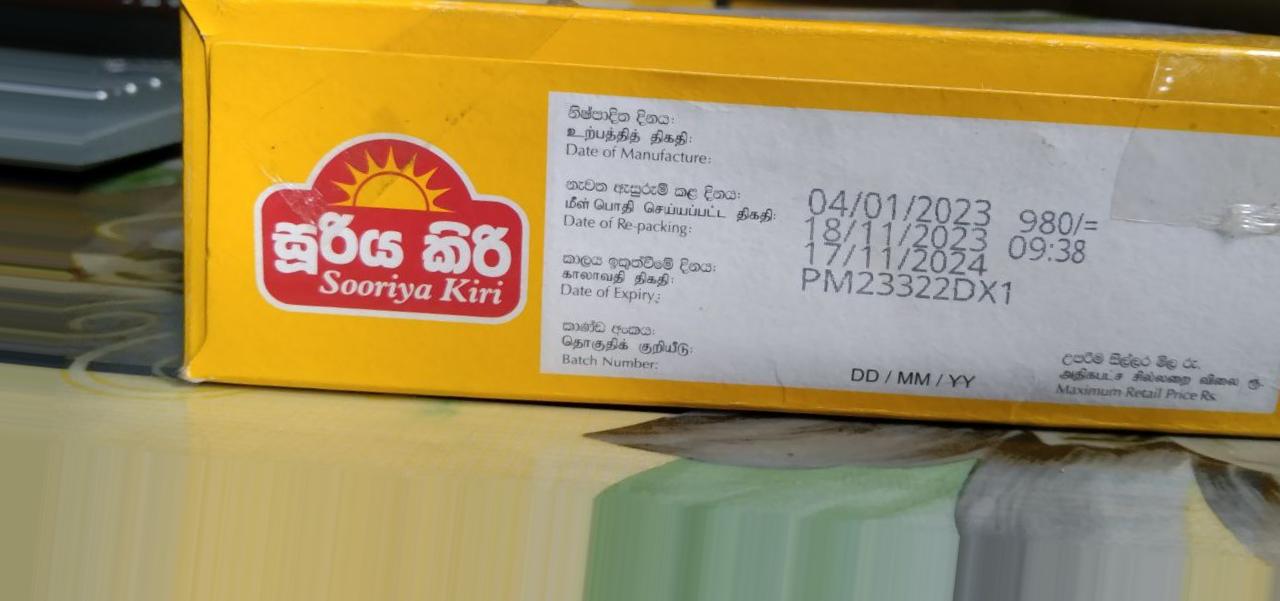 සූරිය කිරි
Sooriya Kiri
නිෂ්පාදිත දිනය:
உற்பத்தித் திகதி:
Date of Manufacture:
නැවත ඇසුරුම් කළ දිනය:
மீள் பொதி செய்யப்பட்ட திகதி:
Date of Re-packing:
කාලය ඉකුත්වීමේ දිනය:
காலாவதி திகதி:
Date of Expiry:
කාණ්ඩ අංකය:
தொகுதிக் குறியீடு:
Batch Number:
04/01/2023 980/=
18/11/2023 09:38
17/11/2024
PM23322DX1
DD / MM / YY
උපරිම සිල්ලර මිල රු.
அதிகபட்ச சில்லறை விலை ரூ.
Maximum Retail Price Rs.